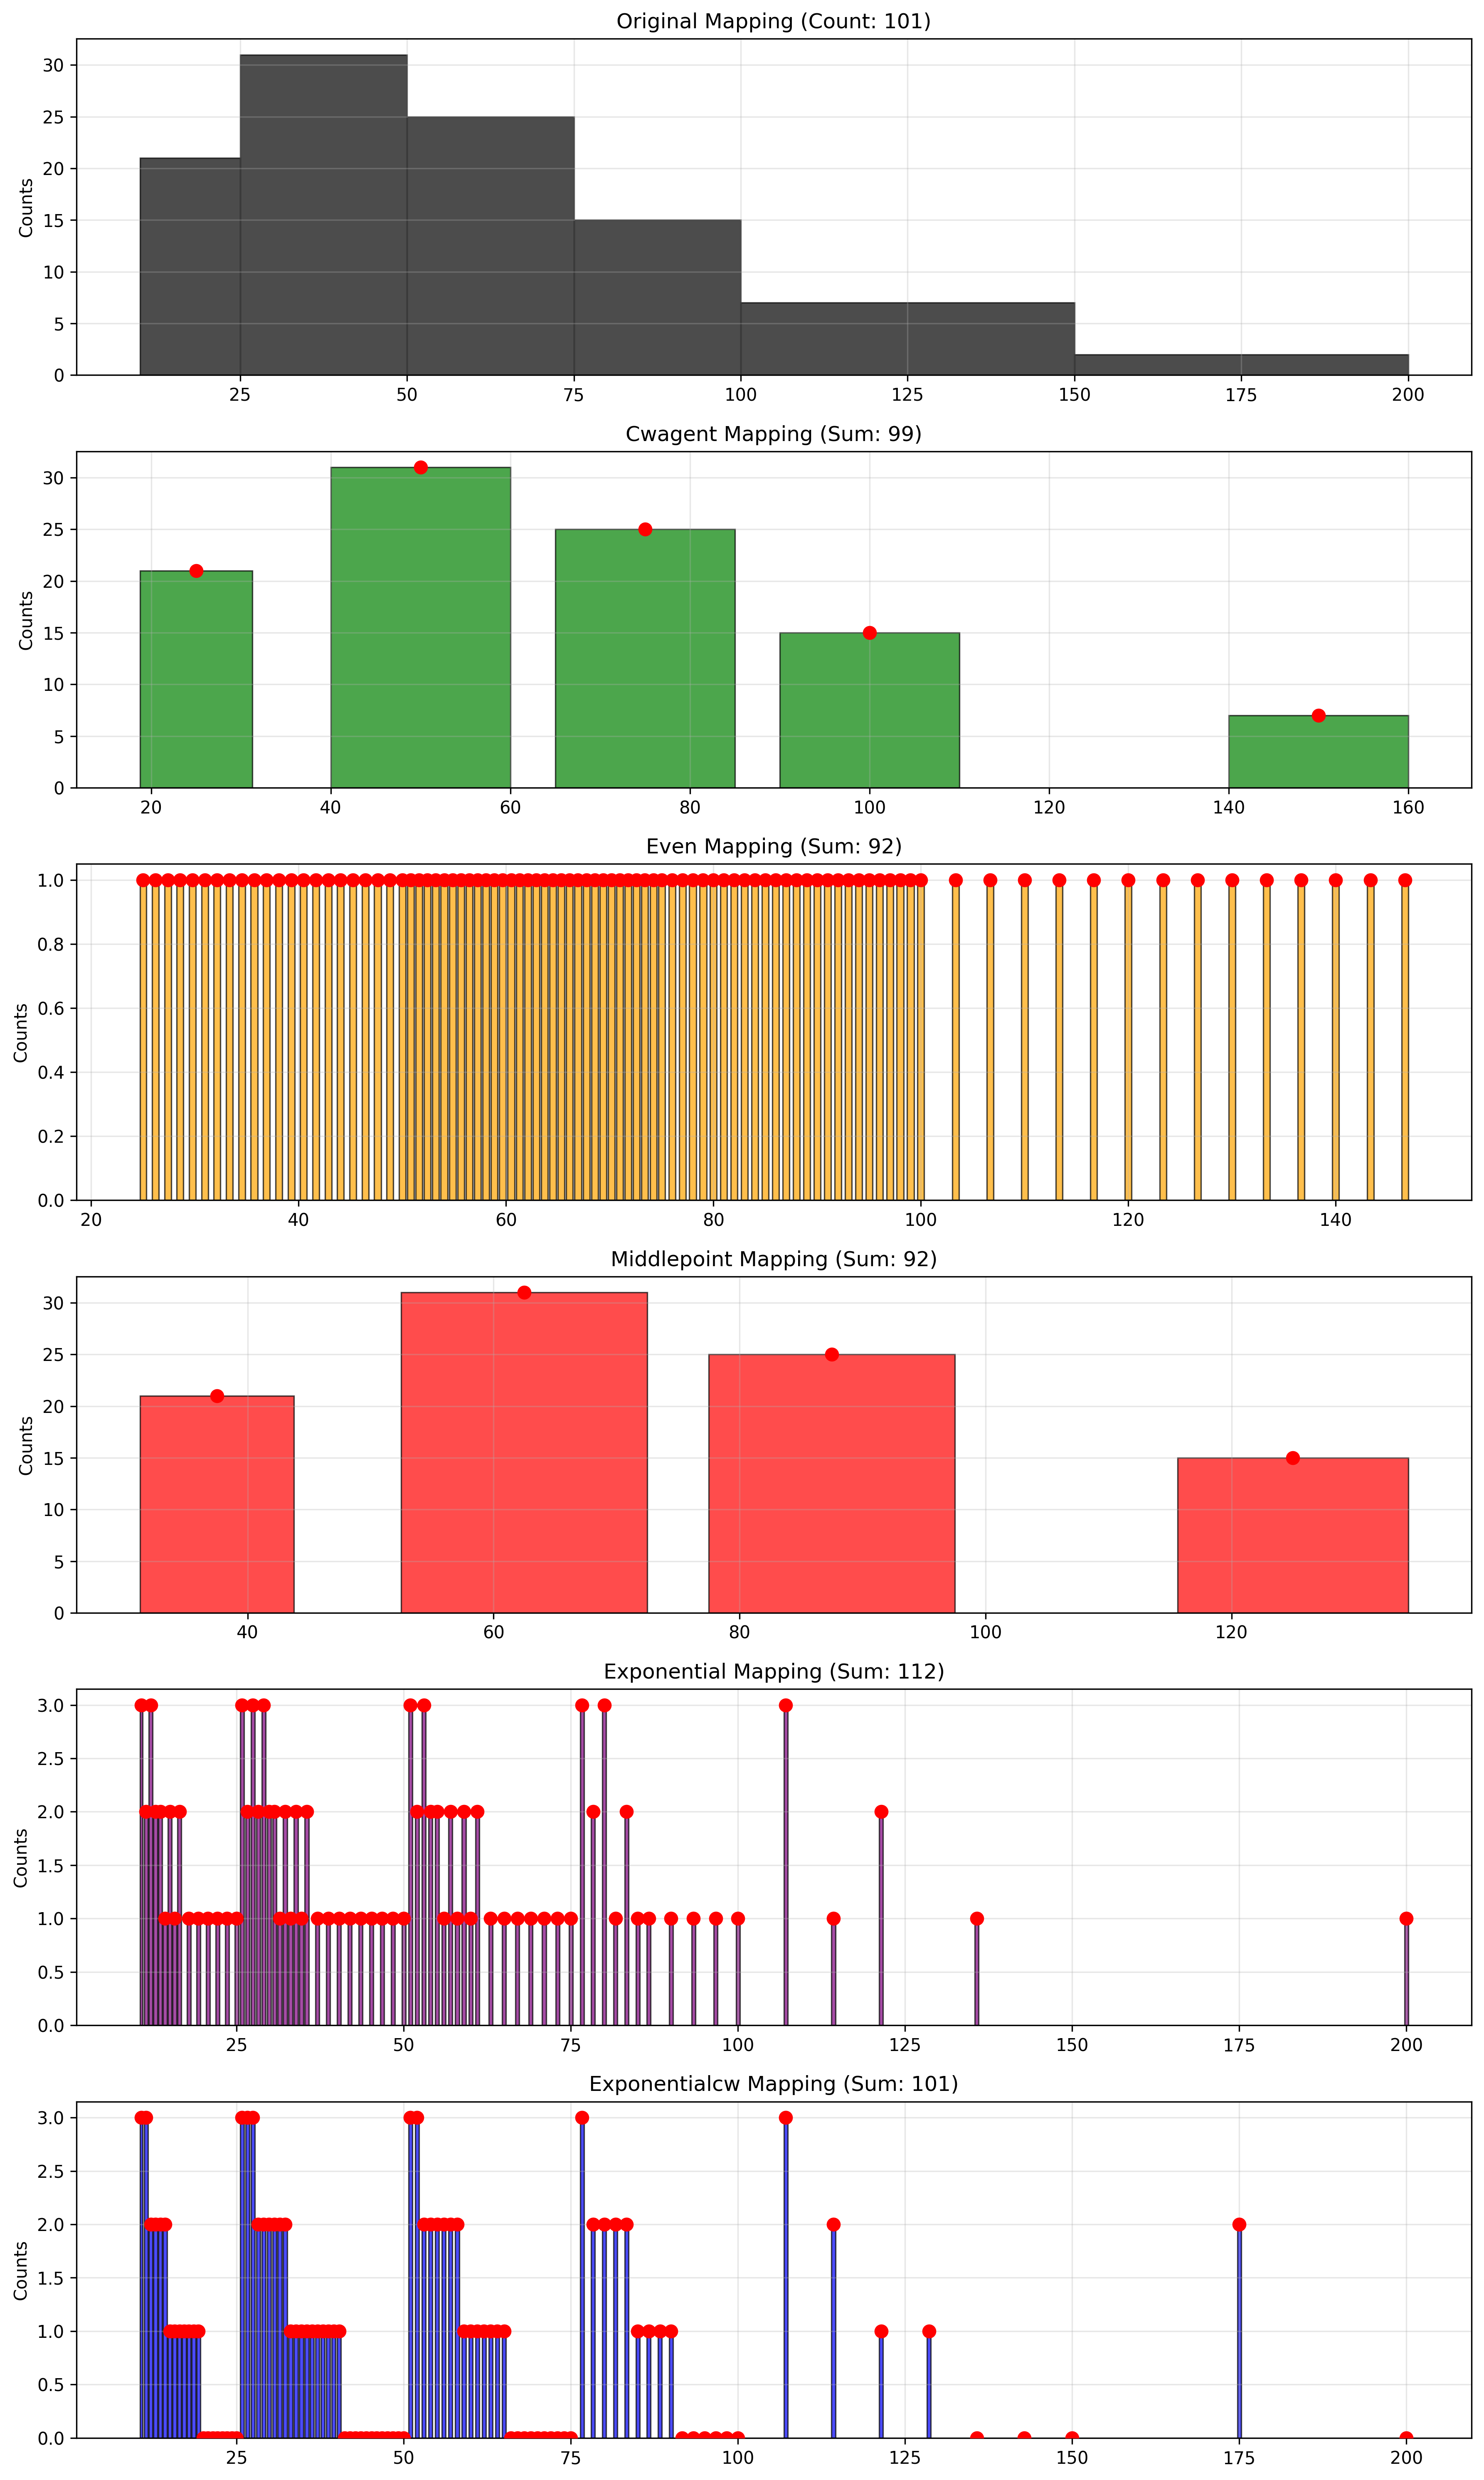 Original Mapping (Count: 101)
30
25
20
15
10
5
0
Counts
25 50 75 100 125 150 175 200
Cwagent Mapping (Sum: 99)
30
25
20
15
10
5
0
Counts
20 40 60 80 100 120 140 160
Even Mapping (Sum: 92)
1.0
0.8
0.6
0.4
0.2
0.0
Counts
20 40 60 80 100 120 140
Middlepoint Mapping (Sum: 92)
30
25
20
15
10
5
0
Counts
40 60 80 100 120
Exponential Mapping (Sum: 112)
3.0
2.5
2.0
1.5
1.0
0.5
0.0
Counts
25 50 75 100 125 150 175 200
Exponentialcw Mapping (Sum: 101)
3.0
2.5
2.0
1.5
1.0
0.5
0.0
Counts
25 50 75 100 125 150 175 200